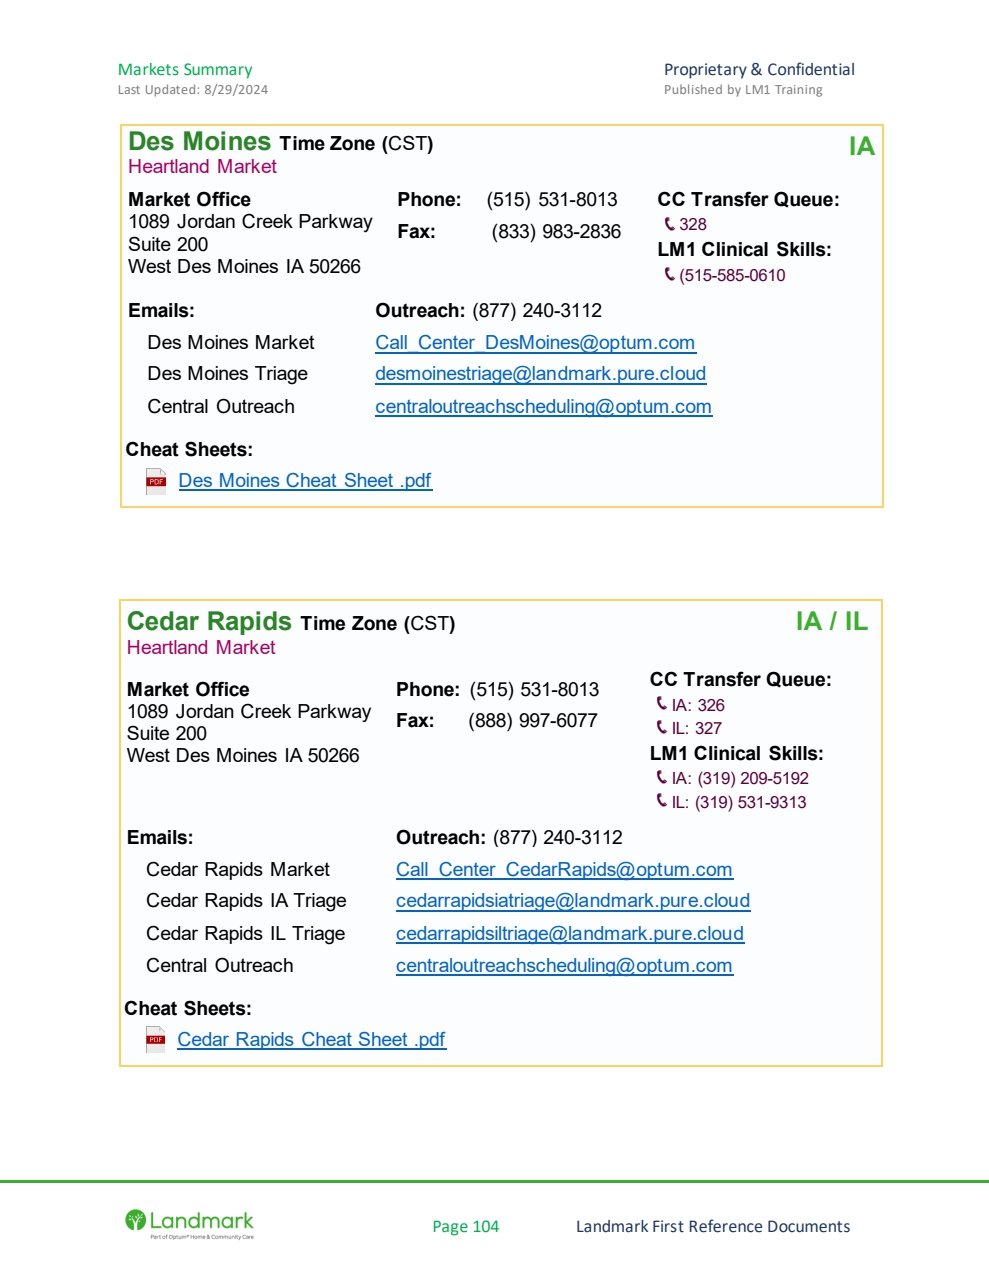 Markets Summary
Proprietary & Confidential
Last Updated: 8/29/2024
Published by LM1 Training
Des Moines Time Zone (CST)
IA
Heartland Market
Market Office
1089 Jordan Creek Parkway
Suite 200
West Des Moines IA 50266
Phone: (515) 531-8013
Fax: (833) 983-2836
CC Transfer Queue:
328
LM1 Clinical Skills:
(515-585-0610
Emails:
Outreach: (877) 240-3112
Des Moines Market Call_Center_DesMoines@optum.com
Des Moines Triage desmoinestriage@landmark.pure.cloud
Central Outreach centraloutreachscheduling@optum.com
Cheat Sheets:
PDF Des Moines Cheat Sheet .pdf
Cedar Rapids Time Zone (CST)
IA / IL
Heartland Market
Market Office
1089 Jordan Creek Parkway
Suite 200
West Des Moines IA 50266
Phone: (515) 531-8013
Fax: (888) 997-6077
CC Transfer Queue:
IA: 326
IL: 327
LM1 Clinical Skills:
IA: (319) 209-5192
IL: (319) 531-9313
Emails:
Outreach: (877) 240-3112
Cedar Rapids Market Call_Center_CedarRapids@optum.com
Cedar Rapids IA Triage cedarrapidsiatriage@landmark.pure.cloud
Cedar Rapids IL Triage cedarrapidsiltriage@landmark.pure.cloud
Central Outreach centraloutreachscheduling@optum.com
Cheat Sheets:
PDF Cedar Rapids Cheat Sheet .pdf
Landmark
Part of Optum® Home & Community Care
Page 104
Landmark First Reference Documents